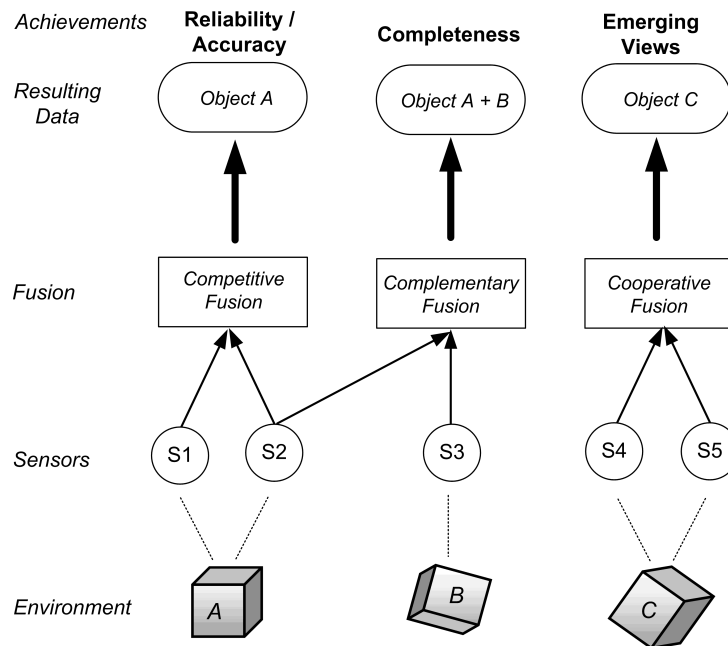 Achievements
Reliability /
Accuracy
Completeness
Emerging
Views
Resulting
Data
Object A
Object A + B
Object C
Fusion
Competitive
Fusion
Complementary
Fusion
Cooperative
Fusion
Sensors
S1
S2
S3
S4
S5
Environment
A
B
C